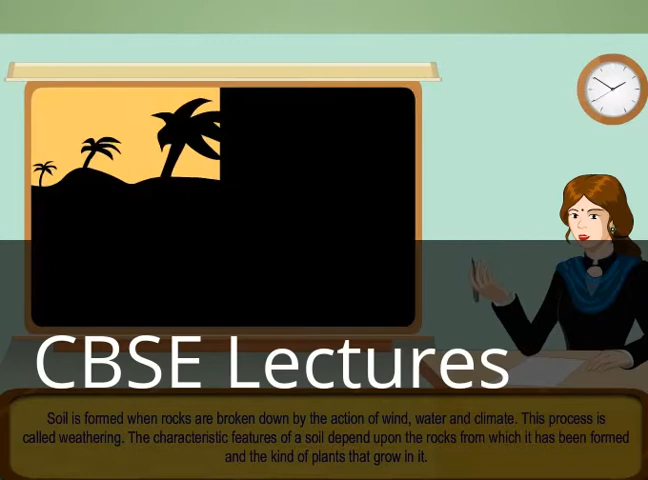 CBSE Lectures
Soil is formed when rocks are broken down by the action of wind, water and climate. This process is
called weathering. The characteristic features of a soil depend upon the rocks from which it has been formed
and the kind of plants that grow in it.